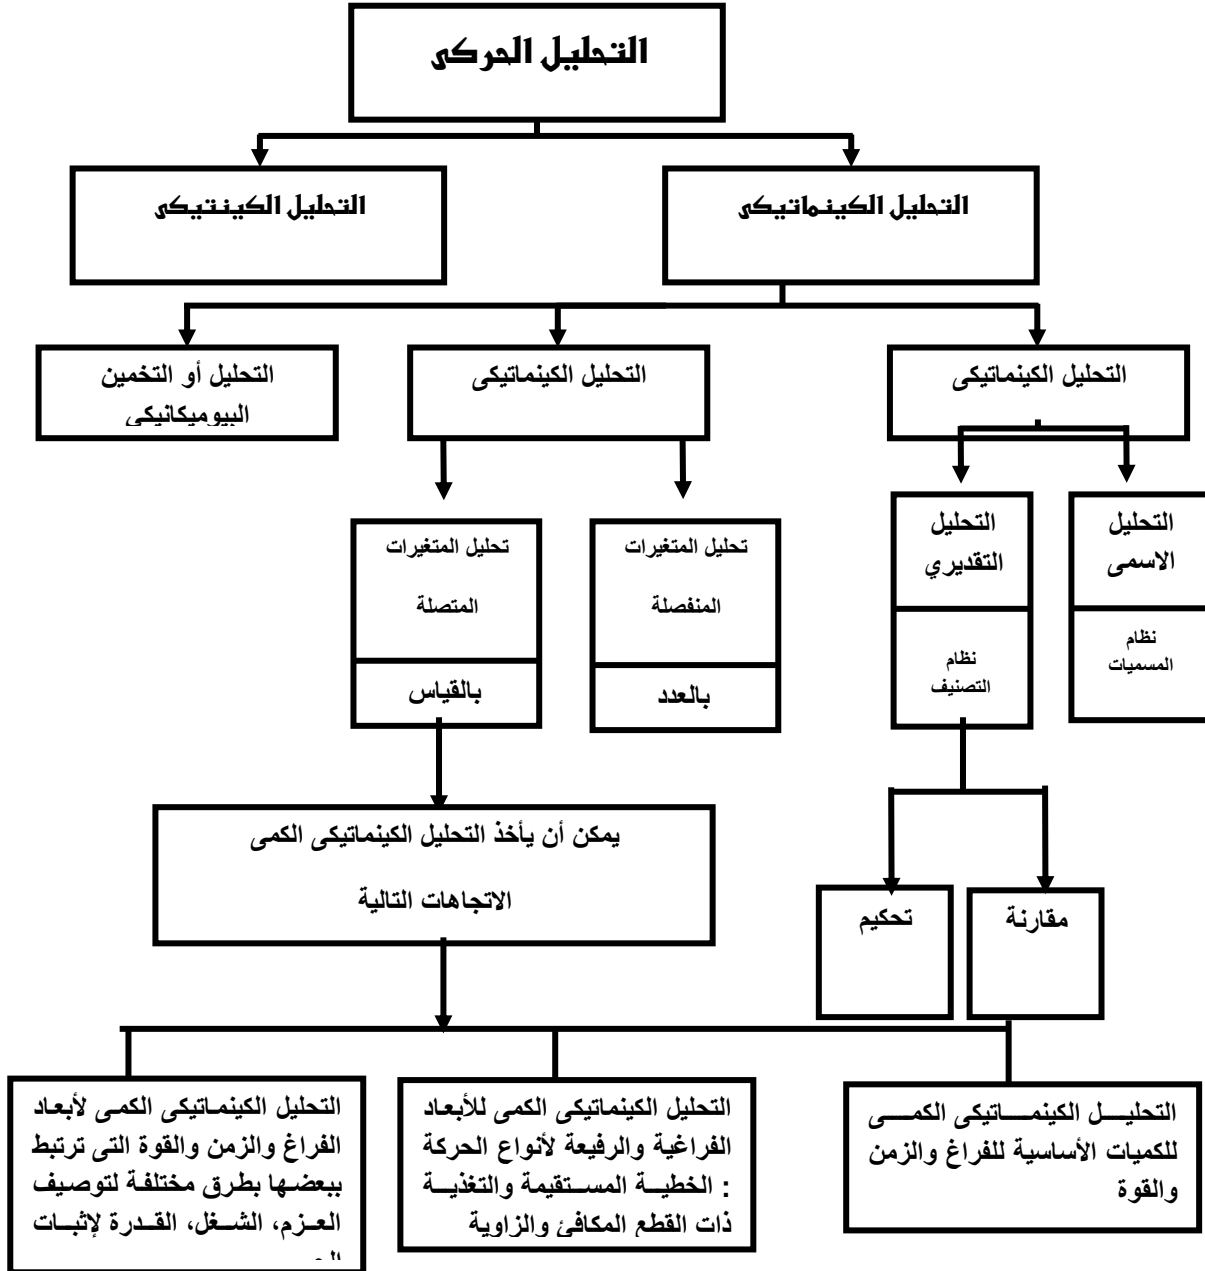 التحليل الحركى
التحليل الكينماتيكى
التحليل الكينتيكى
التحليل الكينماتيكى
التحليل الكينماتيكى
التحليل أو التخمين
البيوميكانيكى
التحليل
الاسمى
نظام
المسميات
التحليل
التقديري
نظام
التصنيف
تحليل المتغيرات
المنفصلة
بالعدد
تحليل المتغيرات
المتصلة
بالقياس
مقارنة
تحكيم
يمكن أن يأخذ التحليل الكينماتيكى الكمى
الاتجاهات التالية
التحليل الكينماتيكى الكمى
للكميات الأساسية للفراغ والزمن
والقوة
التحليل الكينماتيكى الكمى للأبعاد
الفراغية والرفيعة لأنواع الحركة
: الخطية المستقيمة والتغذية
ذات القطع المكافئ والزاوية
التحليل الكينماتيكى الكمى لأبعاد
الفراغ والزمن والقوة التى ترتبط
ببعضها بطرق مختلفة لتوصيف
العزم، الشغل، القدرة لإثبات